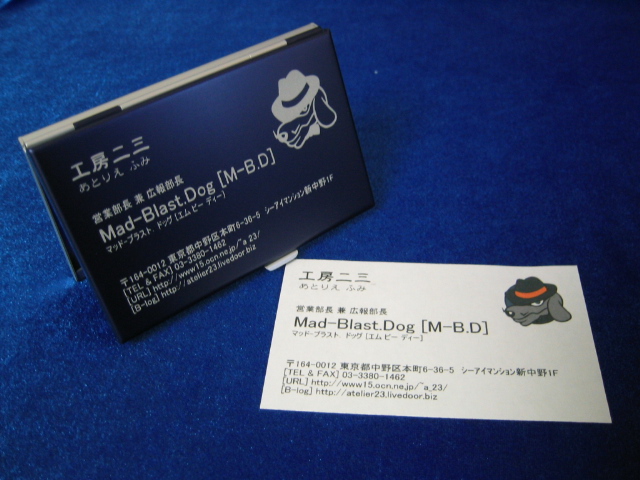 工房二三
あとりえ ふみ
営業部長 兼 広報部長
Mad-Blast.Dog [M-B.D]
マッド-ブラスト. ドッグ [エム ビー ディー]
〒164-0012 東京都中野区本町6-36-5 シーアイマンション新中野1F
[TEL & FAX] 03-3380-1462
[URL] http://www15.ocn.ne.jp/~a_23/
[B-log] http://atelier23.livedoor.biz
工房二三
あとりえ ふみ
営業部長 兼 広報部長
Mad-Blast.Dog [M-B.D]
マッド-ブラスト. ドッグ [エム ビー ディー]
〒164-0012 東京都中野区本町6-36-5 シーアイマンション新中野1F
[TEL & FAX] 03-3380-1462
[URL] http://www15.ocn.ne.jp/~a_23/
[B-log] http://atelier23.livedoor.biz